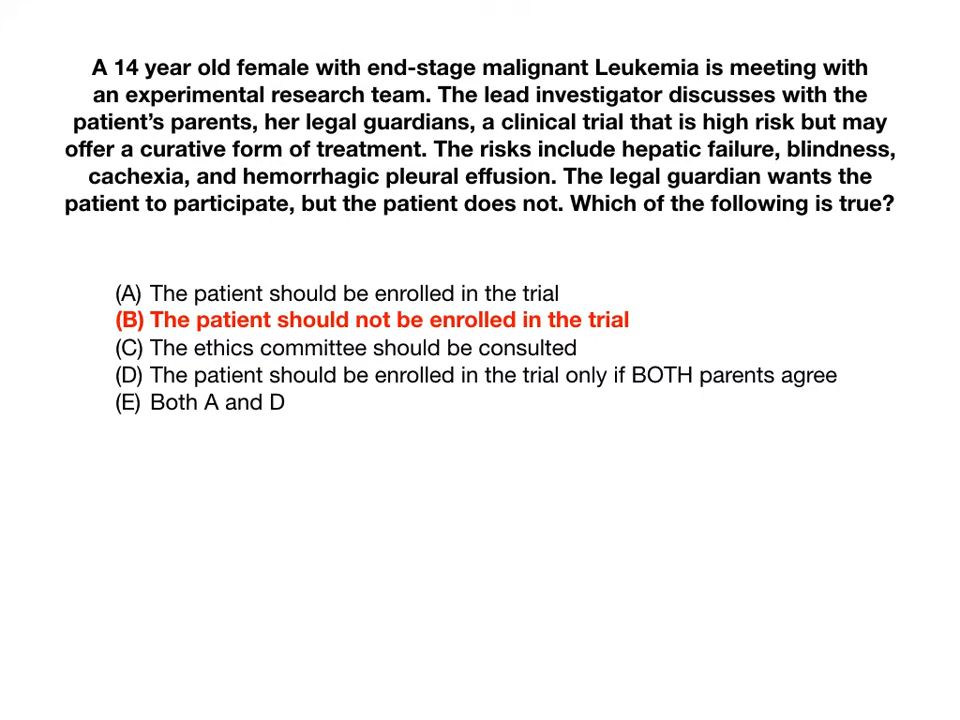 A 14 year old female with end-stage malignant Leukemia is meeting with
an experimental research team. The lead investigator discusses with the
patient’s parents, her legal guardians, a clinical trial that is high risk but may
offer a curative form of treatment. The risks include hepatic failure, blindness,
cachexia, and hemorrhagic pleural effusion. The legal guardian wants the
patient to participate, but the patient does not. Which of the following is true?
(A) The patient should be enrolled in the trial
(B) The patient should not be enrolled in the trial
(C) The ethics committee should be consulted
(D) The patient should be enrolled in the trial only if BOTH parents agree
(E) Both A and D